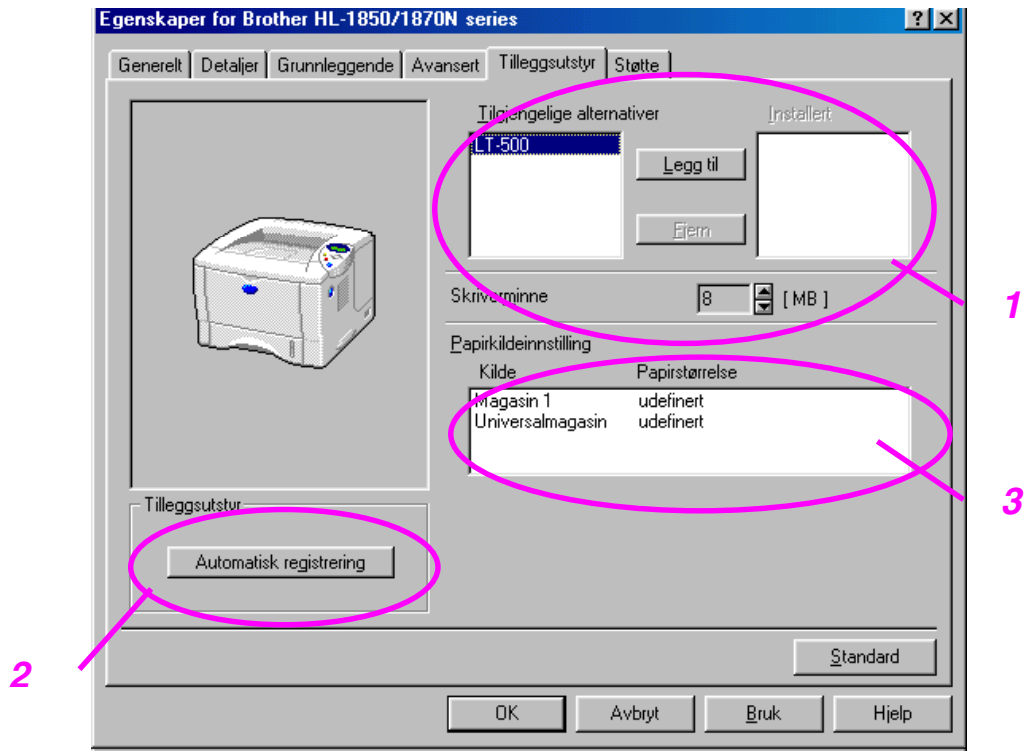 Egenskaper for Brother HL-1850/1870N series
Generelt Detaljer Grunnleggende Avansert Tilleggsutstyr Støtte
Tilgjengelige alternativer Installert
LT-500
Legg til
Fjern
1
Skriverminne 8 [ MB ]
Papirkildeinnstilling
Kilde Papirstørrelse
Magasin 1 udefinert
Universalmagasin udefinert
3
Tilleggsutstyr
Automatisk registrering
2
Standard
OK Avbryt Bruk Hjelp